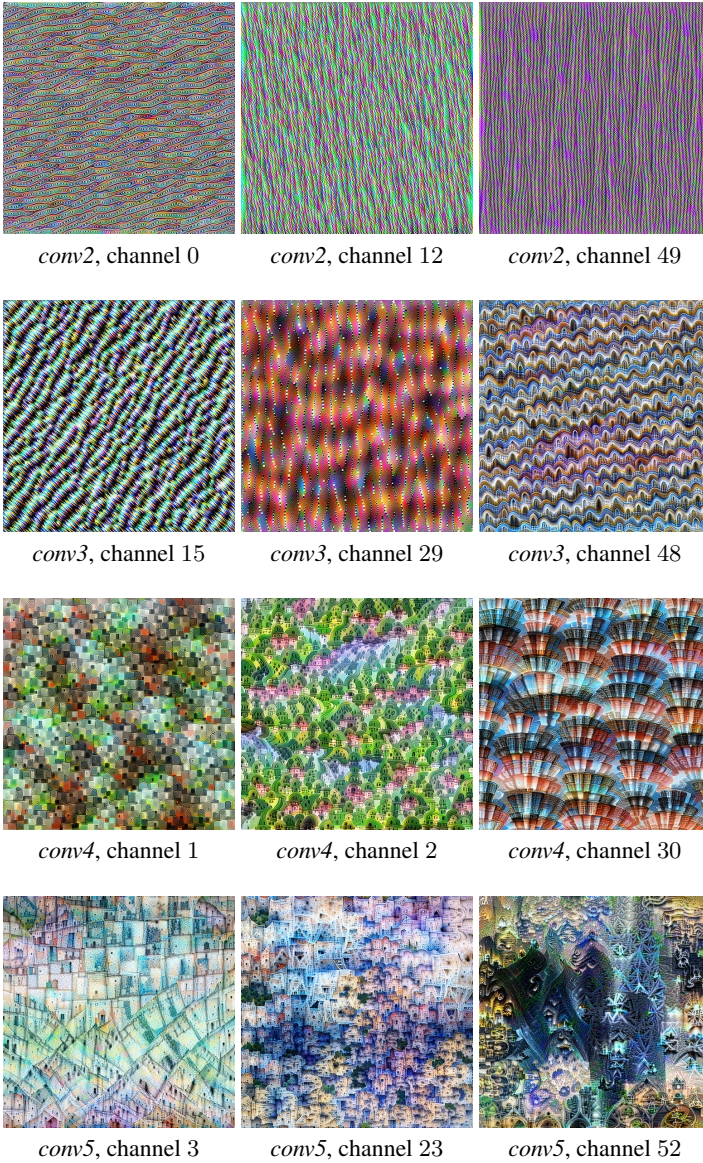 conv2, channel 0
conv2, channel 12
conv2, channel 49
conv3, channel 15
conv3, channel 29
conv3, channel 48
conv4, channel 1
conv4, channel 2
conv4, channel 30
conv5, channel 3
conv5, channel 23
conv5, channel 52